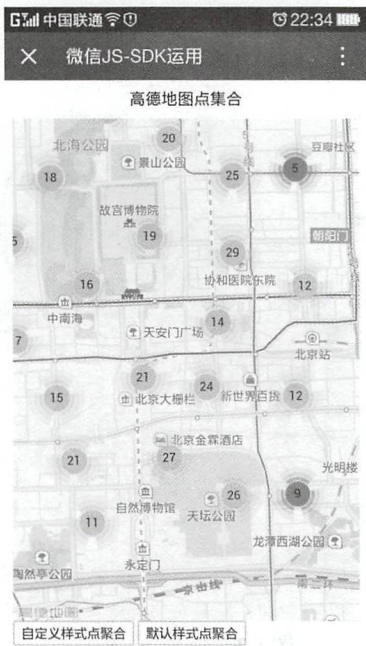 中国联通 22:34
微信JS-SDK运用
高德地图点集合
20
北海公园
景山公园
豆瓣社区
18
25
5
故宫博物院
19
朝阳门
29
协和医院东院
16
12
中南海
14
天安门广场
7
北京站
21
24
新世界百货
12
15
北京大栅栏
北京金霖酒店
21
27
光明楼
自然博物馆
26
9
天坛公园
11
龙潭西湖公园
永定门
陶然亭公园
京出线
自定义样式点聚合 默认样式点聚合